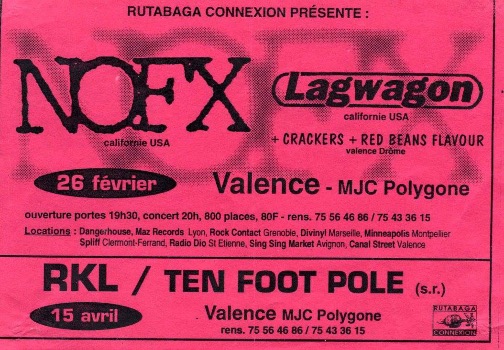 RUTABAGA CONNEXION PRÉSENTE :
NOFX
californie USA
Lagwagon
californie USA
+ CRACKERS + RED BEANS FLAVOUR
valence Drôme
26 février Valence - MJC Polygone
ouverture portes 19h30, concert 20h, 800 places, 80F - rens. 75 56 46 86 / 75 43 36 15
Locations : Dangerhouse, Maz Records Lyon, Rock Contact Grenoble, Divinyl Marseille, Minneapolis Montpellier
Spliff Clermont-Ferrand, Radio Dio St Etienne, Sing Sing Market Avignon, Canal Street Valence
RKL / TEN FOOT POLE (s.r.)
15 avril Valence MJC Polygone
rens. 75 56 46 86 / 75 43 36 15
RUTABAGA
CONNEXION